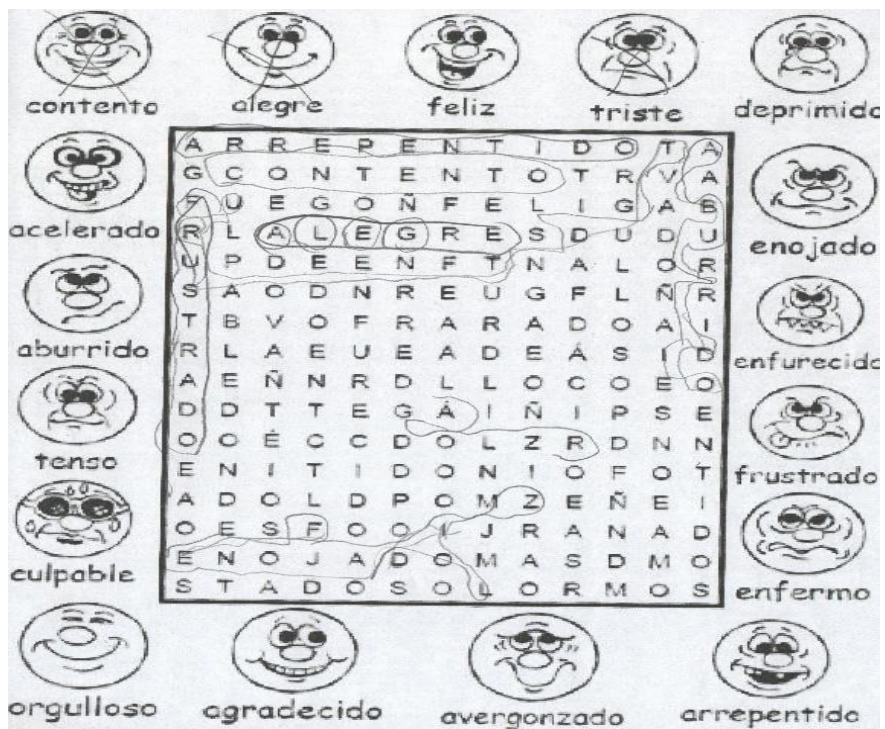 contento alegre feliz triste deprimido
A R R E P E N T I D O T A
G C O N T E N T O T R V A
acelerado
F U E G O Ñ F E L I G A B
enojado
R L A L E G R E S D U D U
U P D E E N F T N A L O R
S A O D N R E U G F L Ñ R
aburrido
T B V O F R A R A D O A I
enfurecido
R L A E U E A D E Á S I D
A E Ñ N R D L L O C O E O
D D T T E G A I Ñ I P S E
tenso
O O É C C D O L Z R D N N
frustrado
E N I T I D O N I O F O T
A D O L D P O M Z E Ñ E I
O E S F O O I J R A N A D
culpable
E N O J A D O M A S D M O
enfermo
S T A D O S O L O R M O S
orgulloso agradecido avergonzado arrepentido